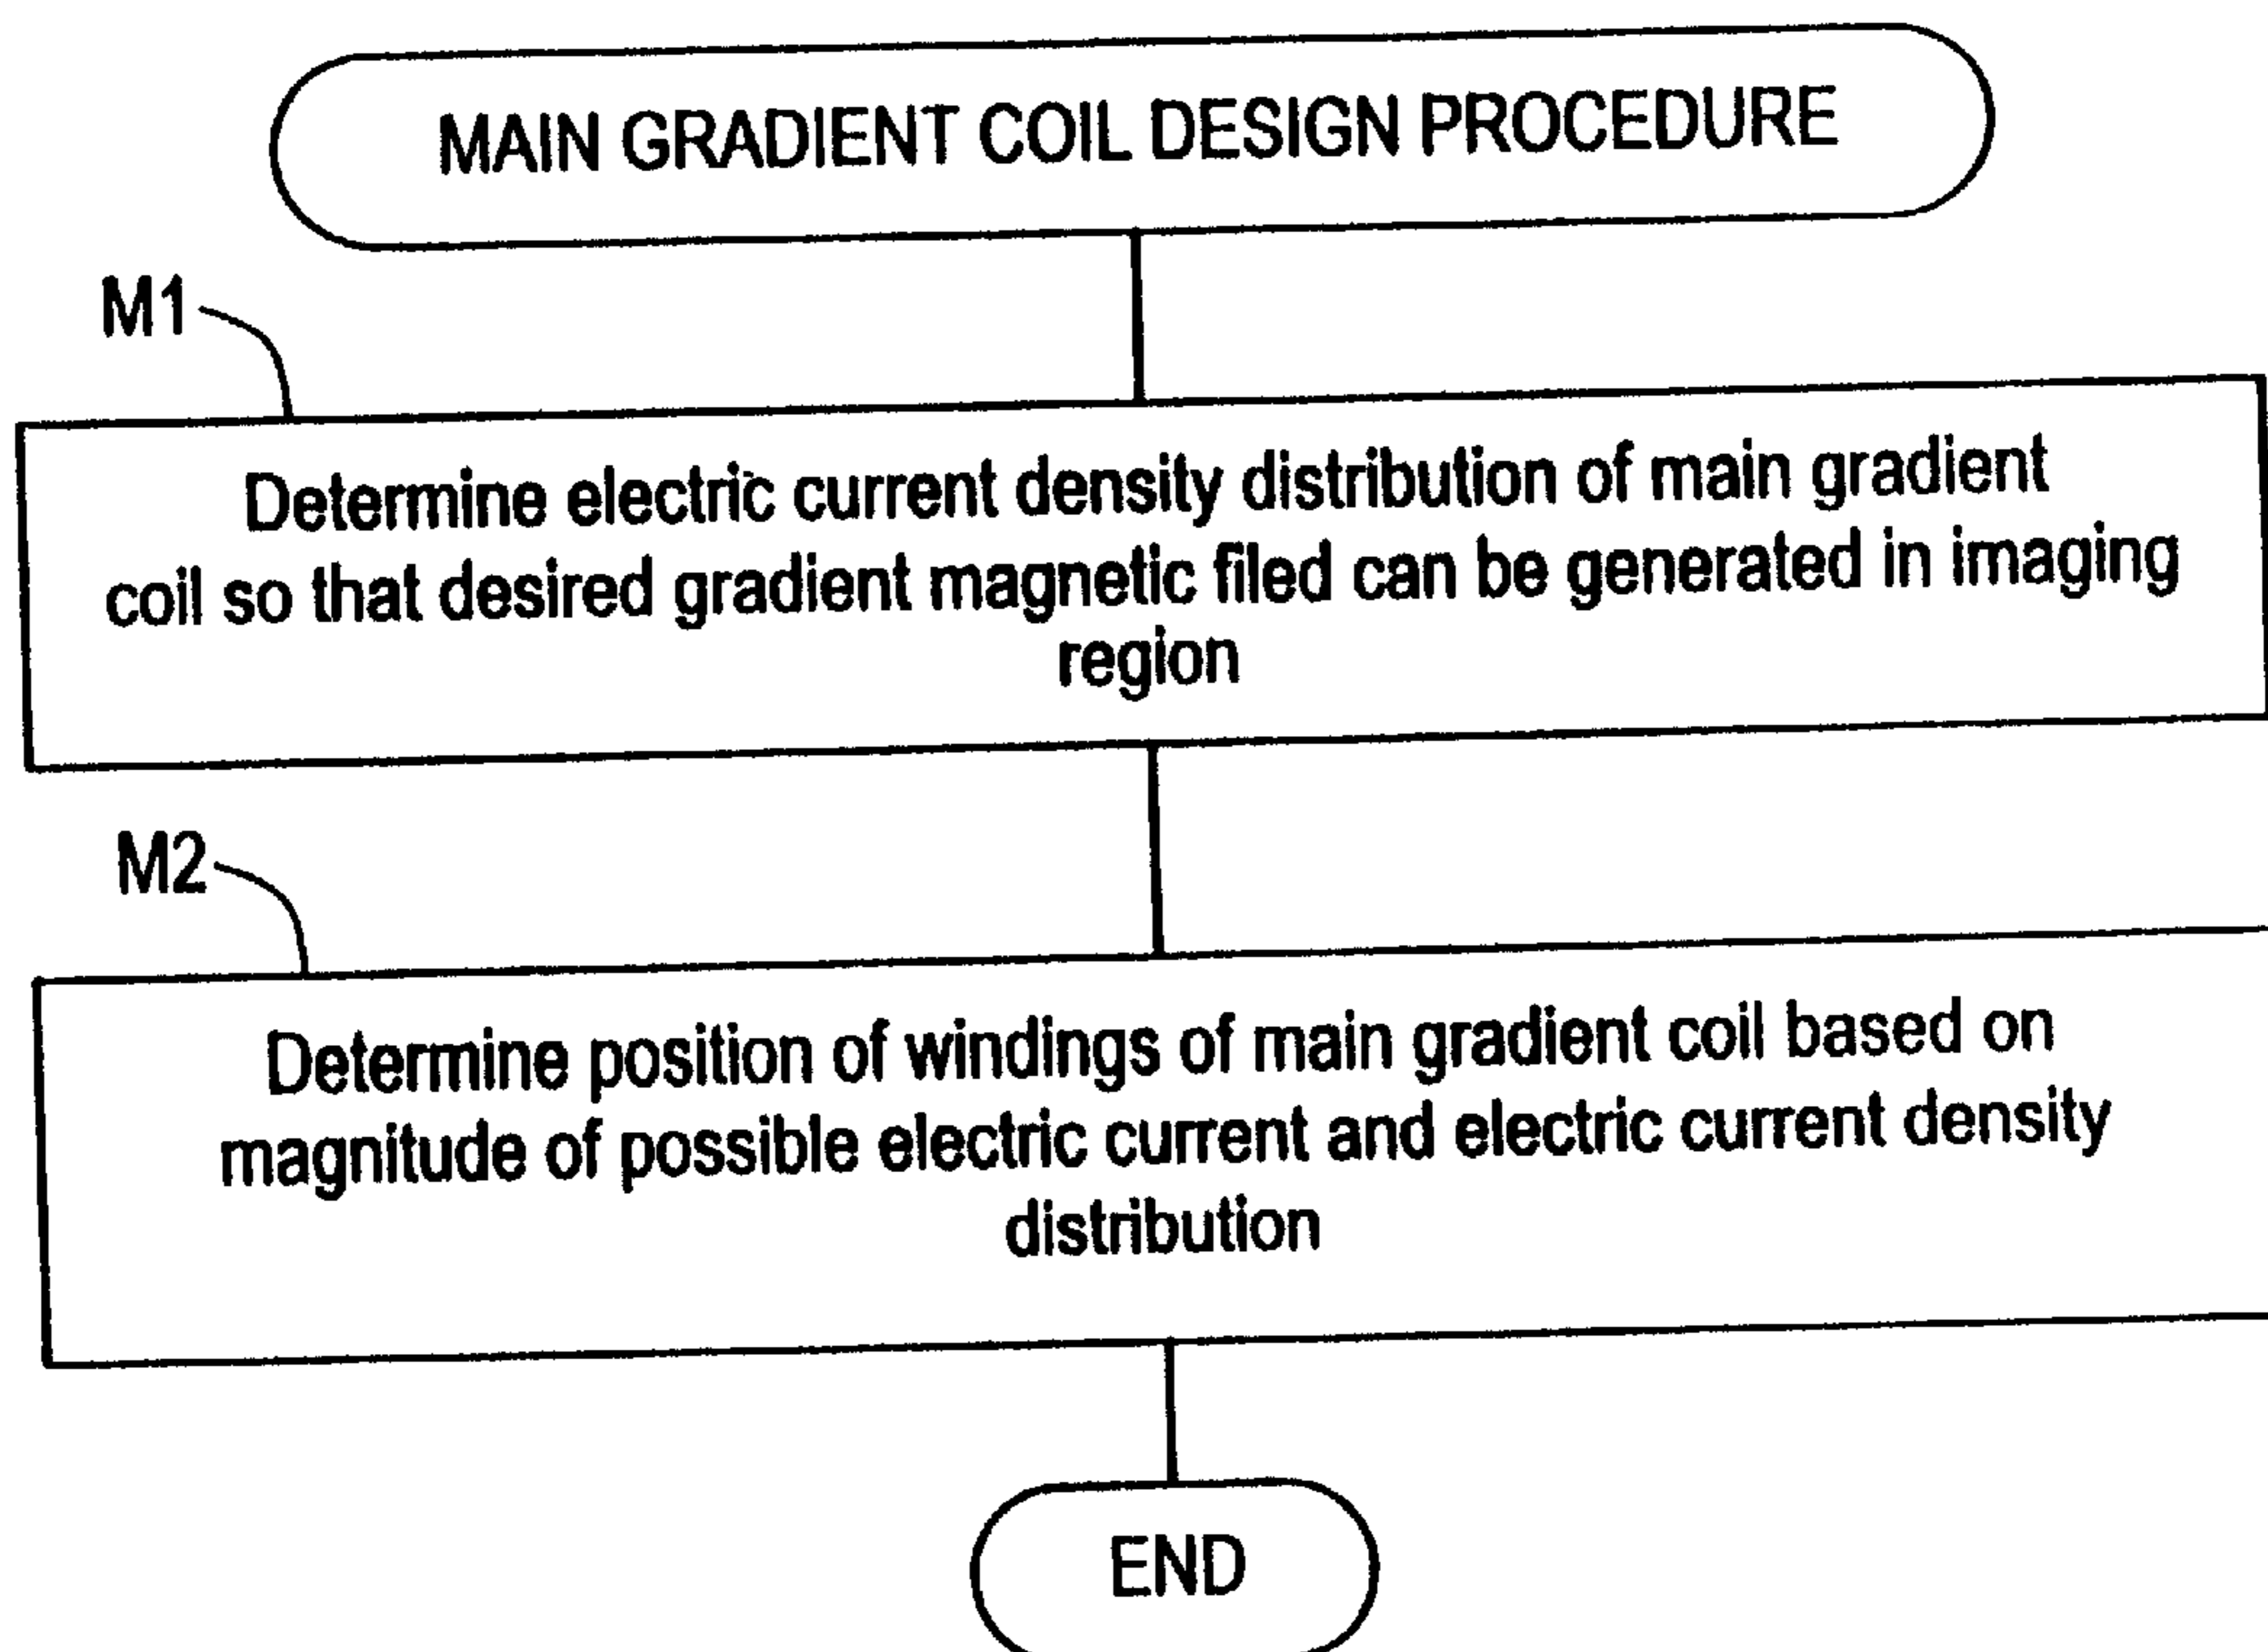 MAIN GRADIENT COIL DESIGN PROCEDURE
M1
Determine electric current density distribution of main gradient
coil so that desired gradient magnetic filed can be generated in imaging
region
M2
Determine position of windings of main gradient coil based on
magnitude of possible electric current and electric current density
distribution
END